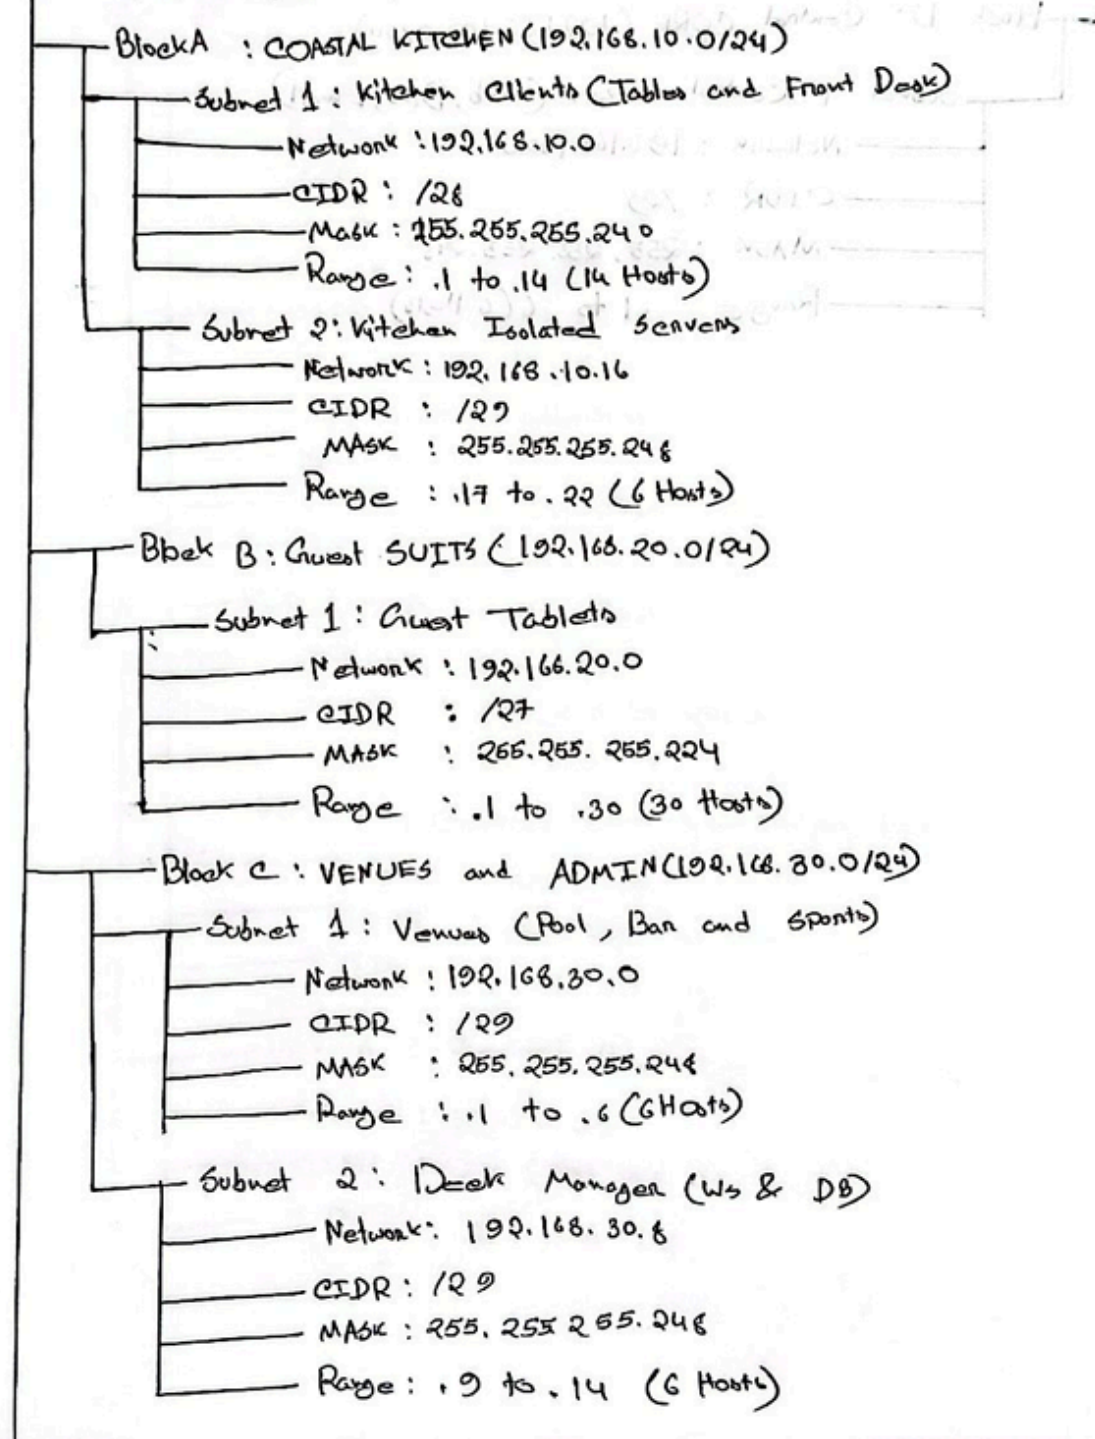 Block A : COASTAL KITCHEN (192.168.10.0/24)
Subnet 1 : Kitchen Clients (Tables and Front Desk)
Network : 192.168.10.0
CIDR : /28
Mask : 255.255.255.240
Range : .1 to .14 (14 Hosts)
Subnet 2 : Kitchen Isolated Servers
Network : 192.168.10.16
CIDR : /29
MASK : 255.255.255.248
Range : .17 to .22 (6 Hosts)
Block B : Guest SUITS (192.168.20.0/24)
Subnet 1 : Guest Tablets
Network : 192.168.20.0
CIDR : /27
MASK : 255.255.255.224
Range : .1 to .30 (30 Hosts)
Block C : VENUES and ADMIN (192.168.30.0/24)
Subnet 1 : Venues (Pool, Bar and Sports)
Network : 192.168.30.0
CIDR : /29
MASK : 255.255.255.248
Range : .1 to .6 (6 Hosts)
Subnet 2 : Deck Manager (Ws & DB)
Network : 192.168.30.8
CIDR : /29
MASK : 255.255 255.248
Range : .9 to .14 (6 Hosts)